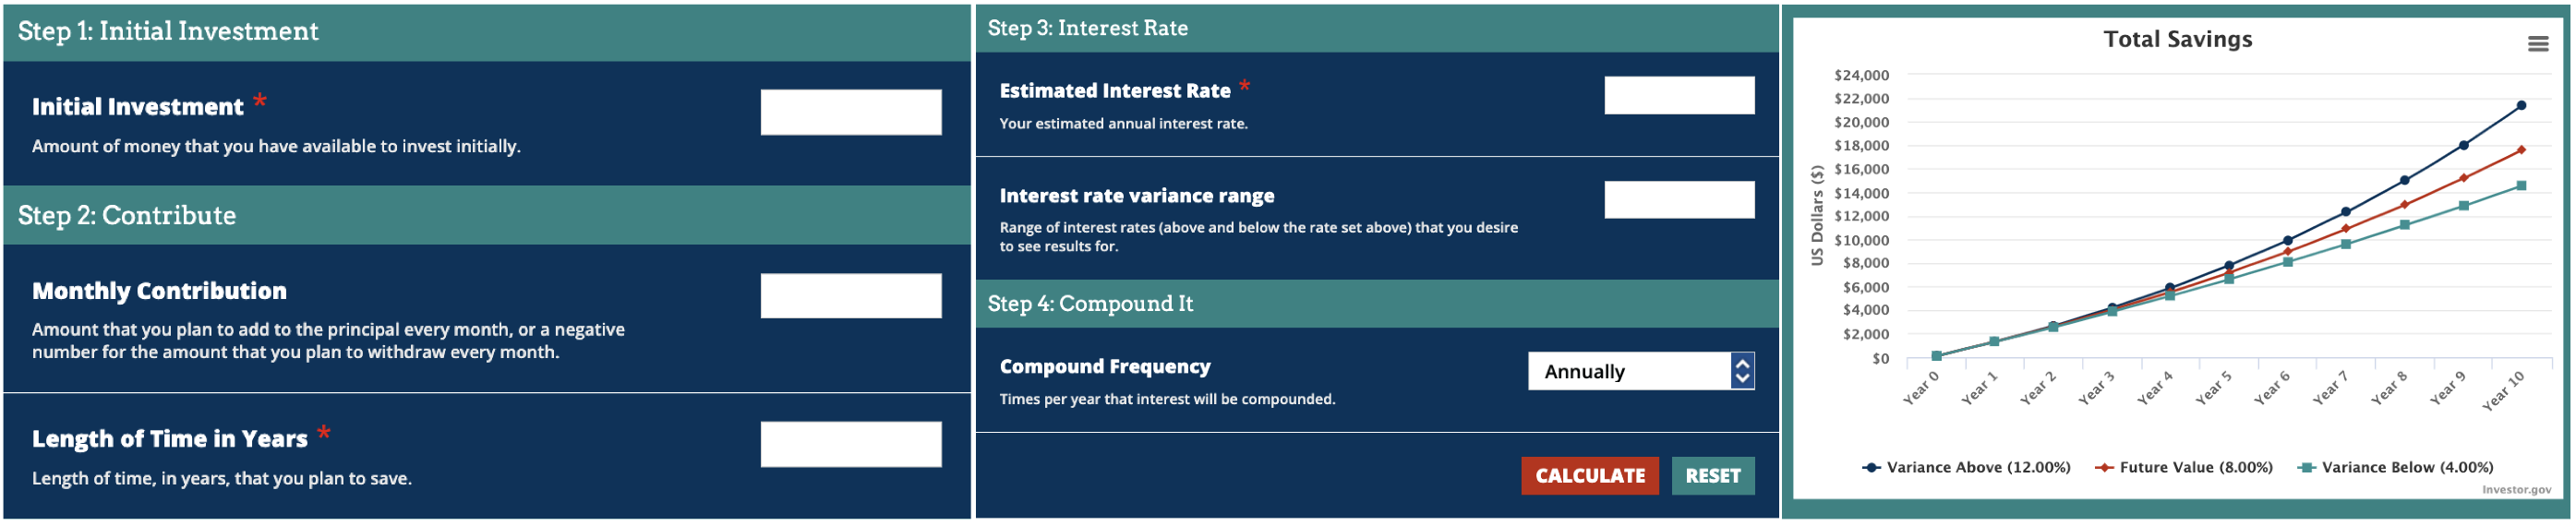 Step 1: Initial Investment
Initial Investment *
Amount of money that you have available to invest initially.
Step 2: Contribute
Monthly Contribution
Amount that you plan to add to the principal every month, or a negative
number for the amount that you plan to withdraw every month.
Length of Time in Years *
Length of time, in years, that you plan to save.
Step 3: Interest Rate
Estimated Interest Rate *
Your estimated annual interest rate.
Interest rate variance range
Range of interest rates (above and below the rate set above) that you desire
to see results for.
Step 4: Compound It
Compound Frequency
Annually
Times per year that interest will be compounded.
CALCULATE
RESET
Total Savings
US Dollars ($)
$24,000
$22,000
$20,000
$18,000
$16,000
$14,000
$12,000
$10,000
$8,000
$6,000
$4,000
$2,000
$0
Year 0
Year 1
Year 2
Year 3
Year 4
Year 5
Year 6
Year 7
Year 8
Year 9
Year 10
Variance Above (12.00%)
Future Value (8.00%)
Variance Below (4.00%)
Investor.gov